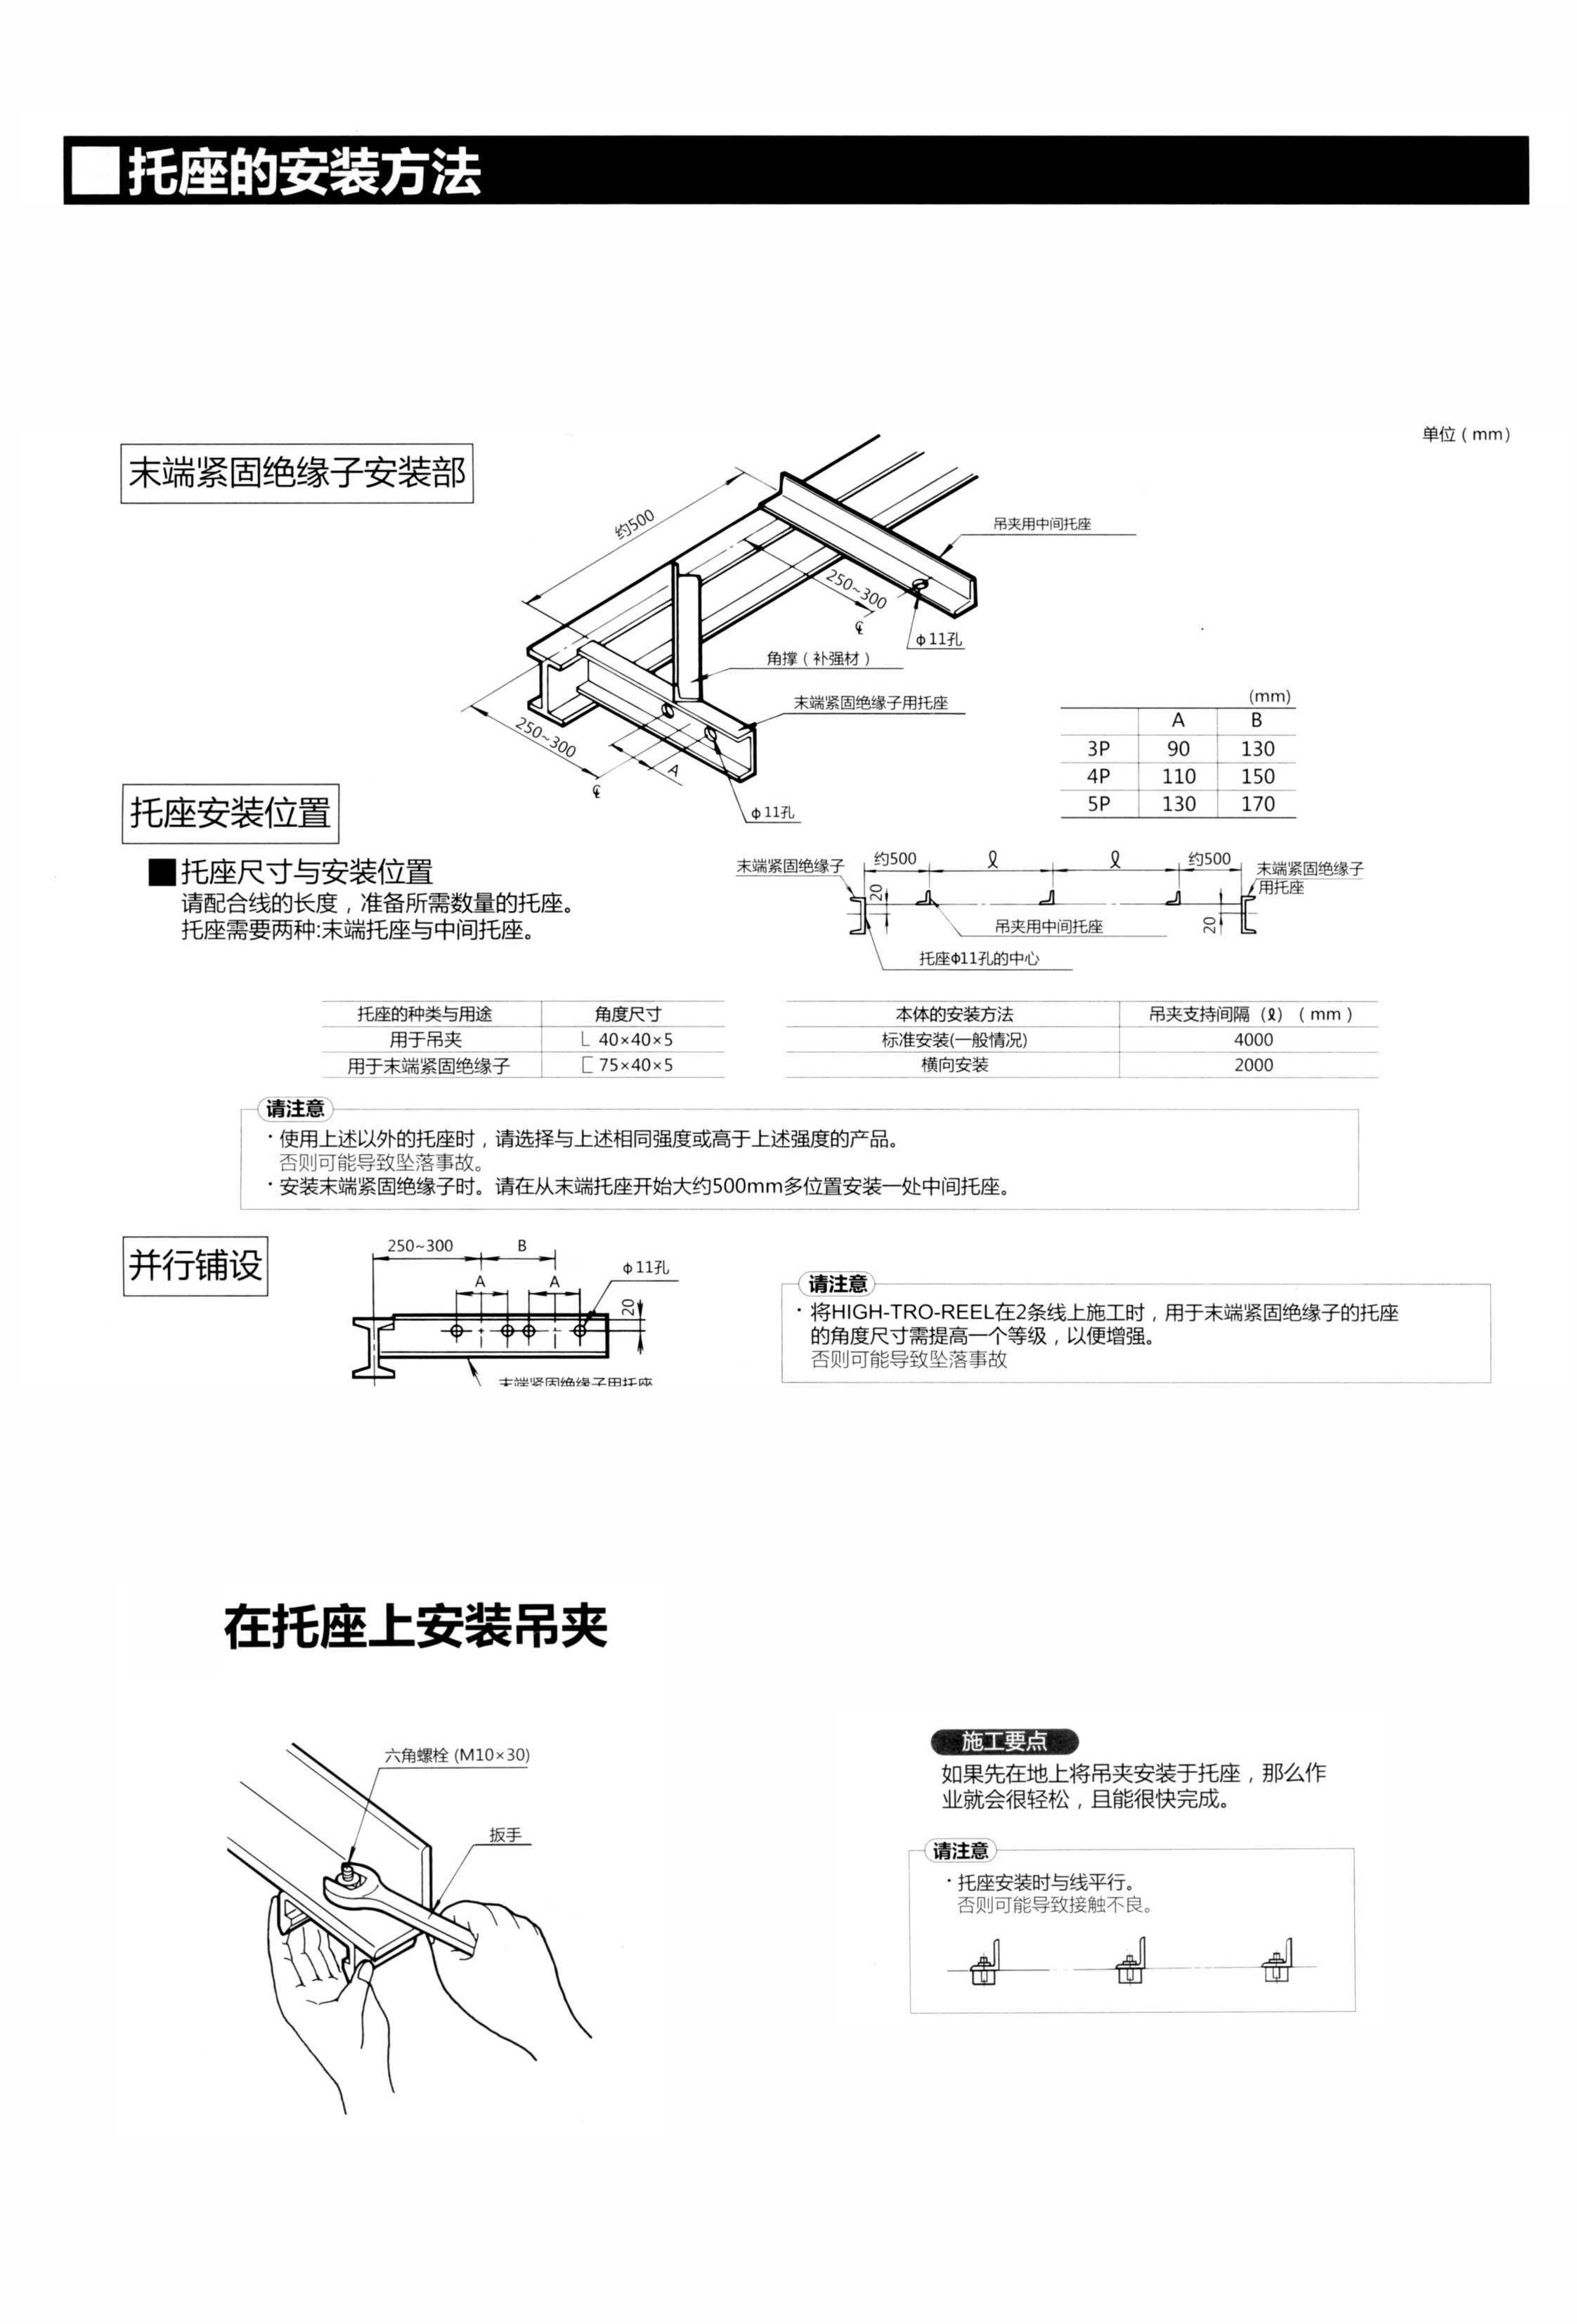 托座的安装方法
单位（mm）
末端紧固绝缘子安装部
约500
吊夹用中间托座
250~300
℄
φ11孔
角撑（补强材）
末端紧固绝缘子用托座
250~300
A
℄
φ11孔
(mm)
A B
3P 90 130
4P 110 150
5P 130 170
托座安装位置
■托座尺寸与安装位置
请配合线的长度，准备所需数量的托座。
托座需要两种:末端托座与中间托座。
末端紧固绝缘子 约500 ℓ ℓ 约500 末端紧固绝缘子
用托座
20
吊夹用中间托座
20
托座φ11孔的中心
托座的种类与用途 角度尺寸
用于吊夹 L 40×40×5
用于末端紧固绝缘子 匚 75×40×5
本体的安装方法 吊夹支持间隔（ℓ）（mm）
标准安装(一般情况) 4000
横向安装 2000
请注意
·使用上述以外的托座时，请选择与上述相同强度或高于上述强度的产品。
否则可能导致坠落事故。
·安装末端紧固绝缘子时。请在从末端托座开始大约500mm多位置安装一处中间托座。
并行铺设
250~300 B
φ11孔
A A
20
末端紧固绝缘子用托座
请注意
·将HIGH-TRO-REEL在2条线上施工时，用于末端紧固绝缘子的托座
的角度尺寸需提高一个等级，以便增强。
否则可能导致坠落事故
在托座上安装吊夹
六角螺栓 (M10×30)
扳手
施工要点
如果先在地上将吊夹安装于托座，那么作
业就会很轻松，且能很快完成。
请注意
·托座安装时与线平行。
否则可能导致接触不良。